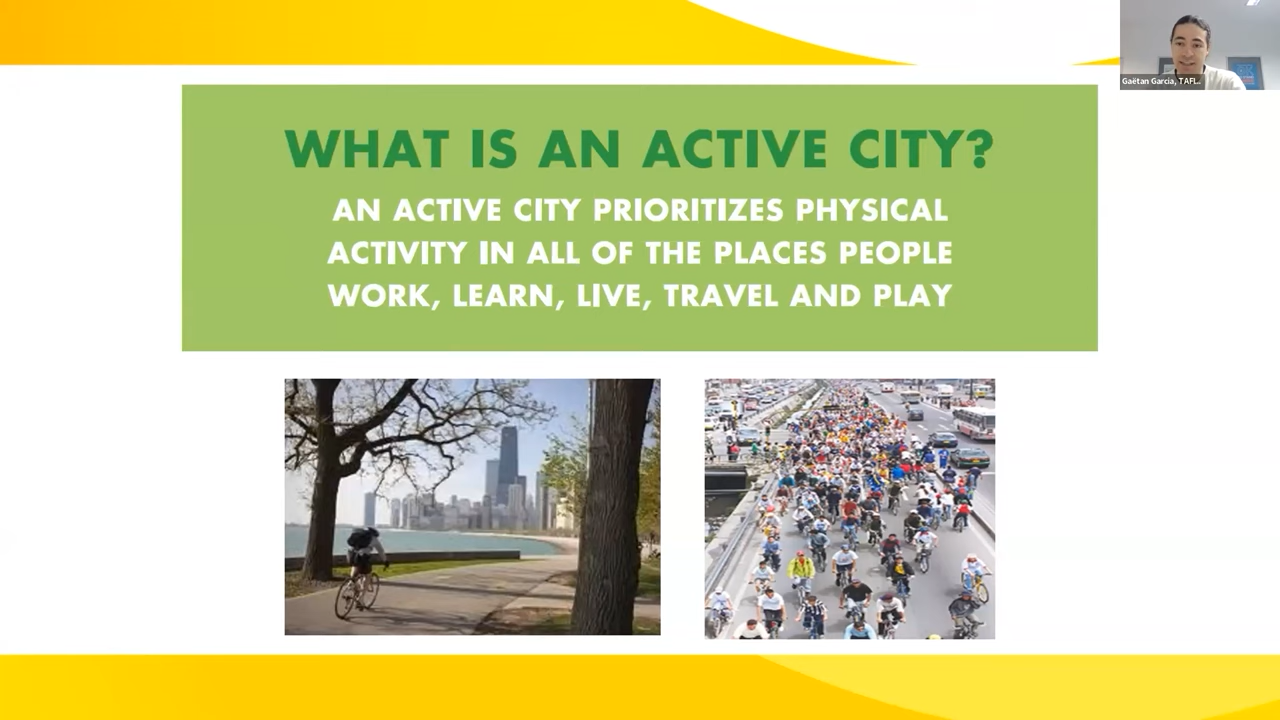 WHAT IS AN ACTIVE CITY?
AN ACTIVE CITY PRIORITIZES PHYSICAL
ACTIVITY IN ALL OF THE PLACES PEOPLE
WORK, LEARN, LIVE, TRAVEL AND PLAY
Gaëtan Garcia, TAFI...